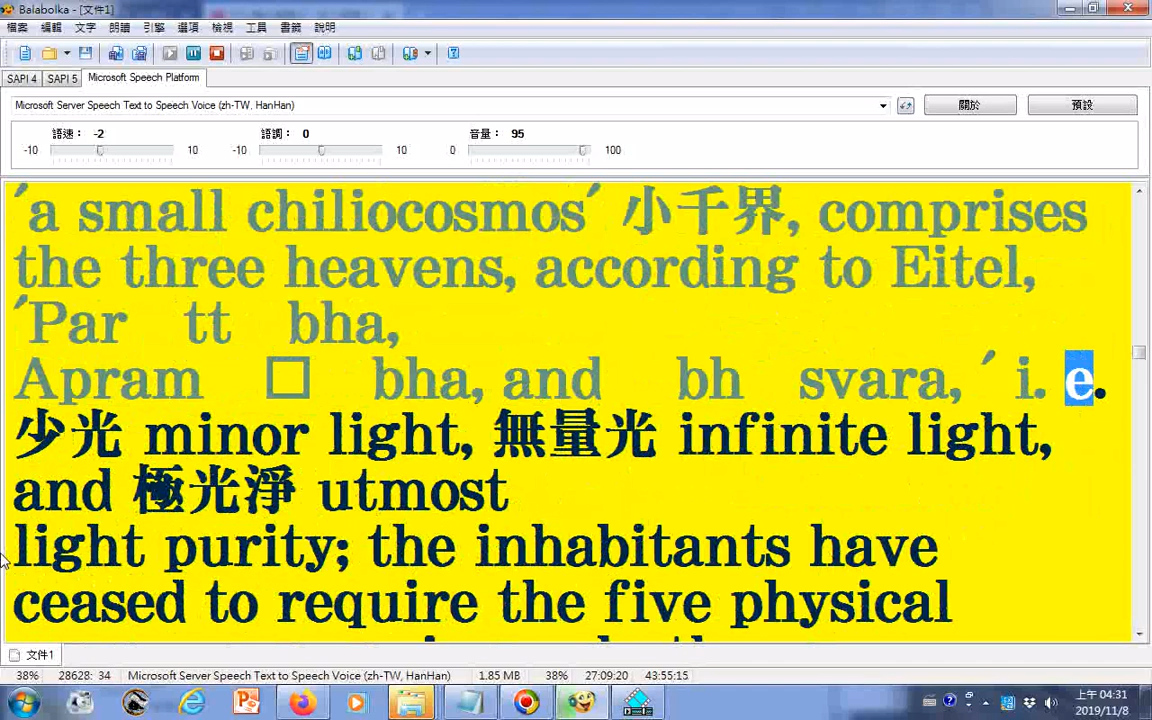 Balabolka - [文件1]
檔案 編輯 文字 朗讀 引擎 選項 檢視 工具 書籤 說明
SAPI 4 SAPI 5 Microsoft Speech Platform
Microsoft Server Speech Text to Speech Voice (zh-TW, HanHan) 關於 預設
語速： -2 語調： 0 音量： 95
-10 10 -10 10 0 100
′a small chiliocosmos′ 小千界, comprises
the three heavens, according to Eitel,
′Par tt bha,
Apram □ bha, and bh svara, ′ i. e.
少光 minor light, 無量光 infinite light,
and 極光淨 utmost
light purity; the inhabitants have
ceased to require the five physical
文件1
38% 28628: 34 Microsoft Server Speech Text to Speech Voice (zh-TW, HanHan) 1.85 MB 38% 27:09:20 43:55:15
上午 04:31
2019/11/8